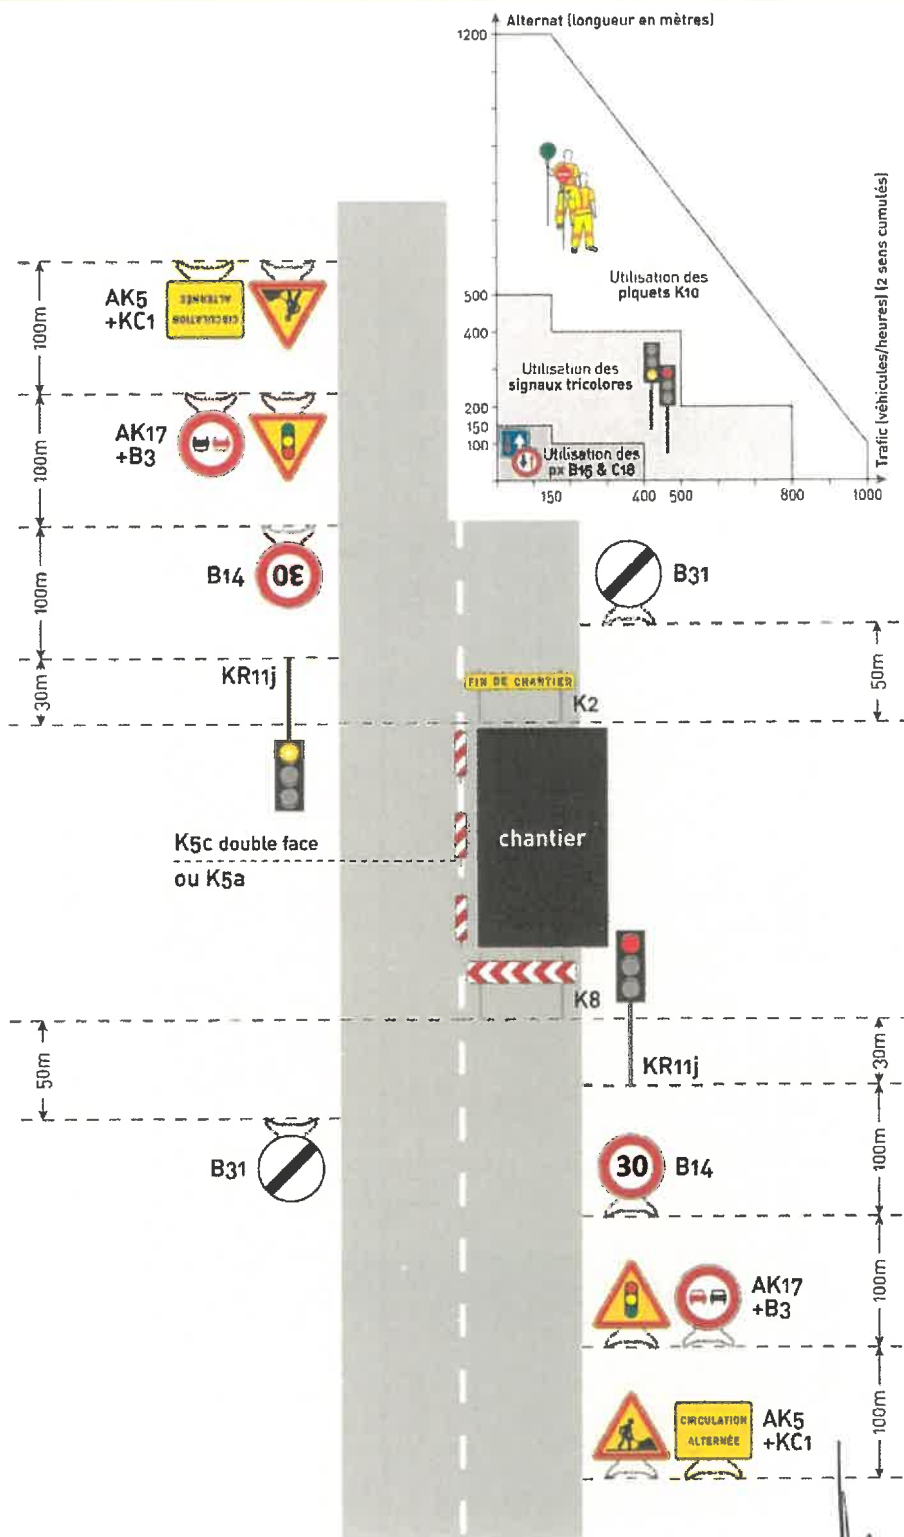 Alternat (longueur en mètres)
1200
500
400
200
150
100
150
400
500
800
1000
Trafic (véhicules/heures) (2 sens cumulés)
Utilisation des
piquets K10
Utilisation des
signaux tricolores
Utilisation des
px B15 & C18
100m
AK5
+KC1
CIRCULATION
ALTERNÉE
100m
AK17
+B3
100m
B14
30
B31
50m
30m
KR11j
FIN DE CHANTIER
K2
K5c double face
ou K5a
chantier
K8
KR11j
30m
50m
B31
30
B14
100m
AK17
+B3
100m
CIRCULATION
ALTERNÉE
AK5
+KC1
100m